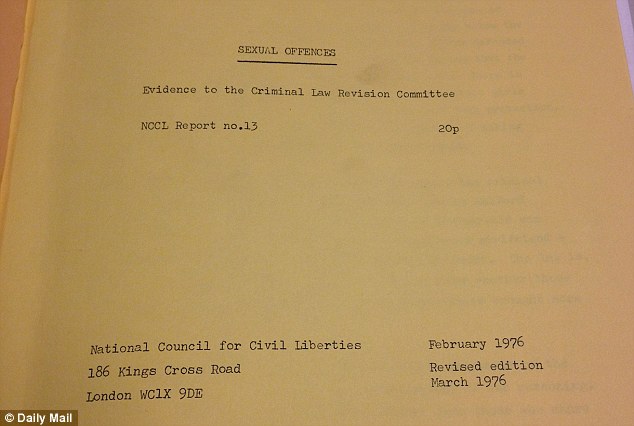 SEXUAL OFFENCES
Evidence to the Criminal Law Revision Committee
NCCL Report no.13 20p
National Council for Civil Liberties February 1976
186 Kings Cross Road Revised edition
London WC1X 9DE March 1976
© Daily Mail